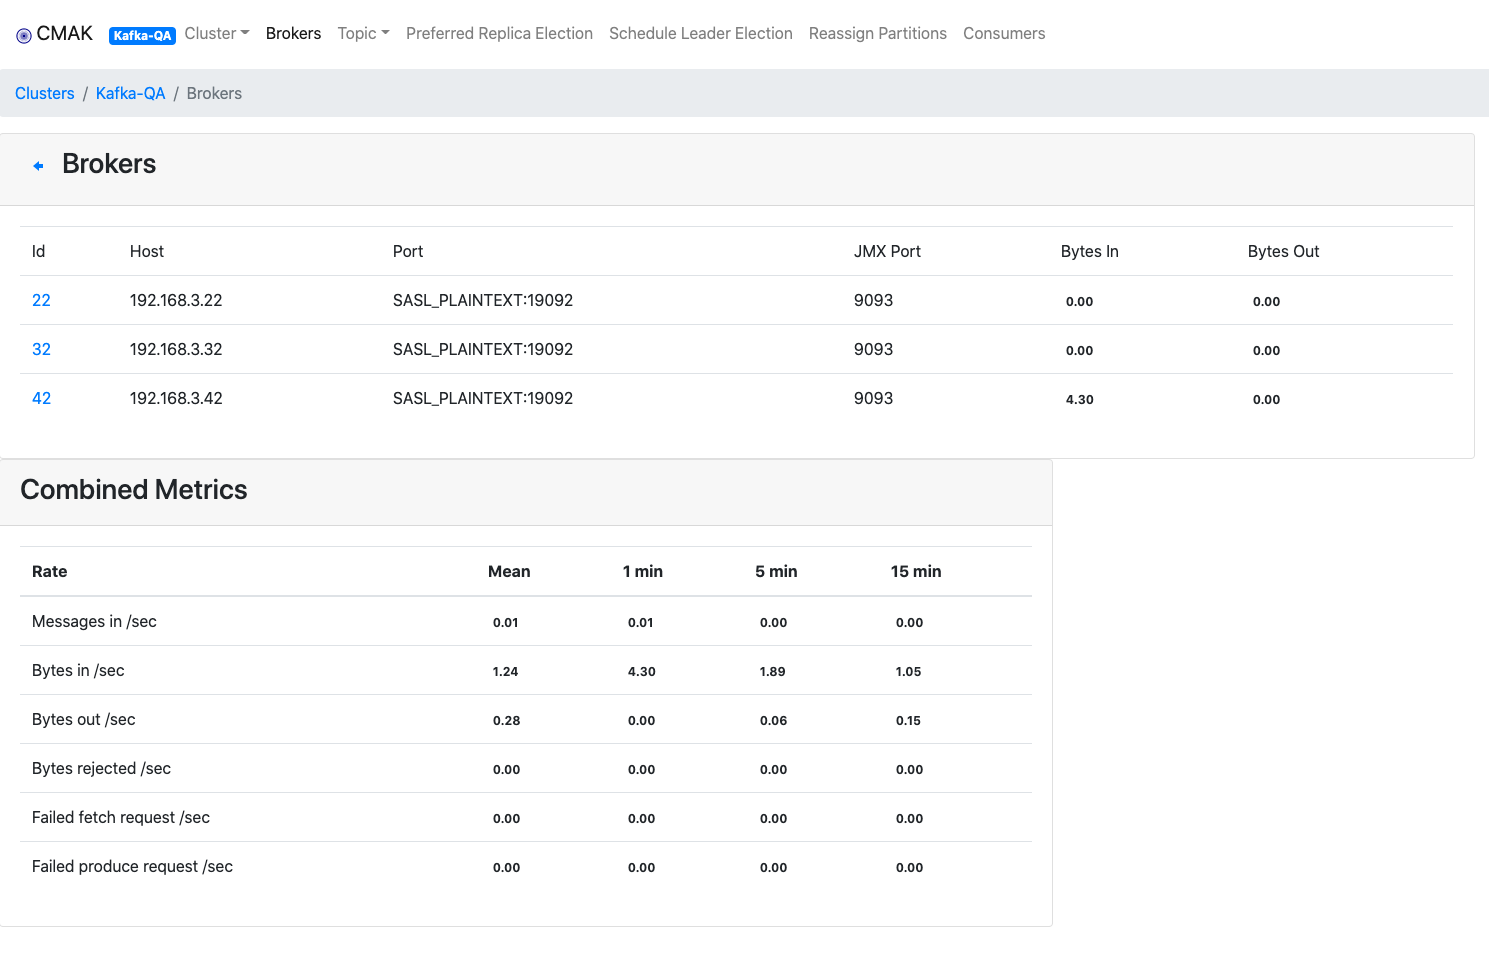 CMAK Kafka-QA Cluster Brokers Topic Preferred Replica Election Schedule Leader Election Reassign Partitions Consumers
Clusters / Kafka-QA / Brokers
Brokers
Id Host Port JMX Port Bytes In Bytes Out
22 192.168.3.22 SASL_PLAINTEXT:19092 9093 0.00 0.00
32 192.168.3.32 SASL_PLAINTEXT:19092 9093 0.00 0.00
42 192.168.3.42 SASL_PLAINTEXT:19092 9093 4.30 0.00
Combined Metrics
Rate Mean 1 min 5 min 15 min
Messages in /sec 0.01 0.01 0.00 0.00
Bytes in /sec 1.24 4.30 1.89 1.05
Bytes out /sec 0.28 0.00 0.06 0.15
Bytes rejected /sec 0.00 0.00 0.00 0.00
Failed fetch request /sec 0.00 0.00 0.00 0.00
Failed produce request /sec 0.00 0.00 0.00 0.00